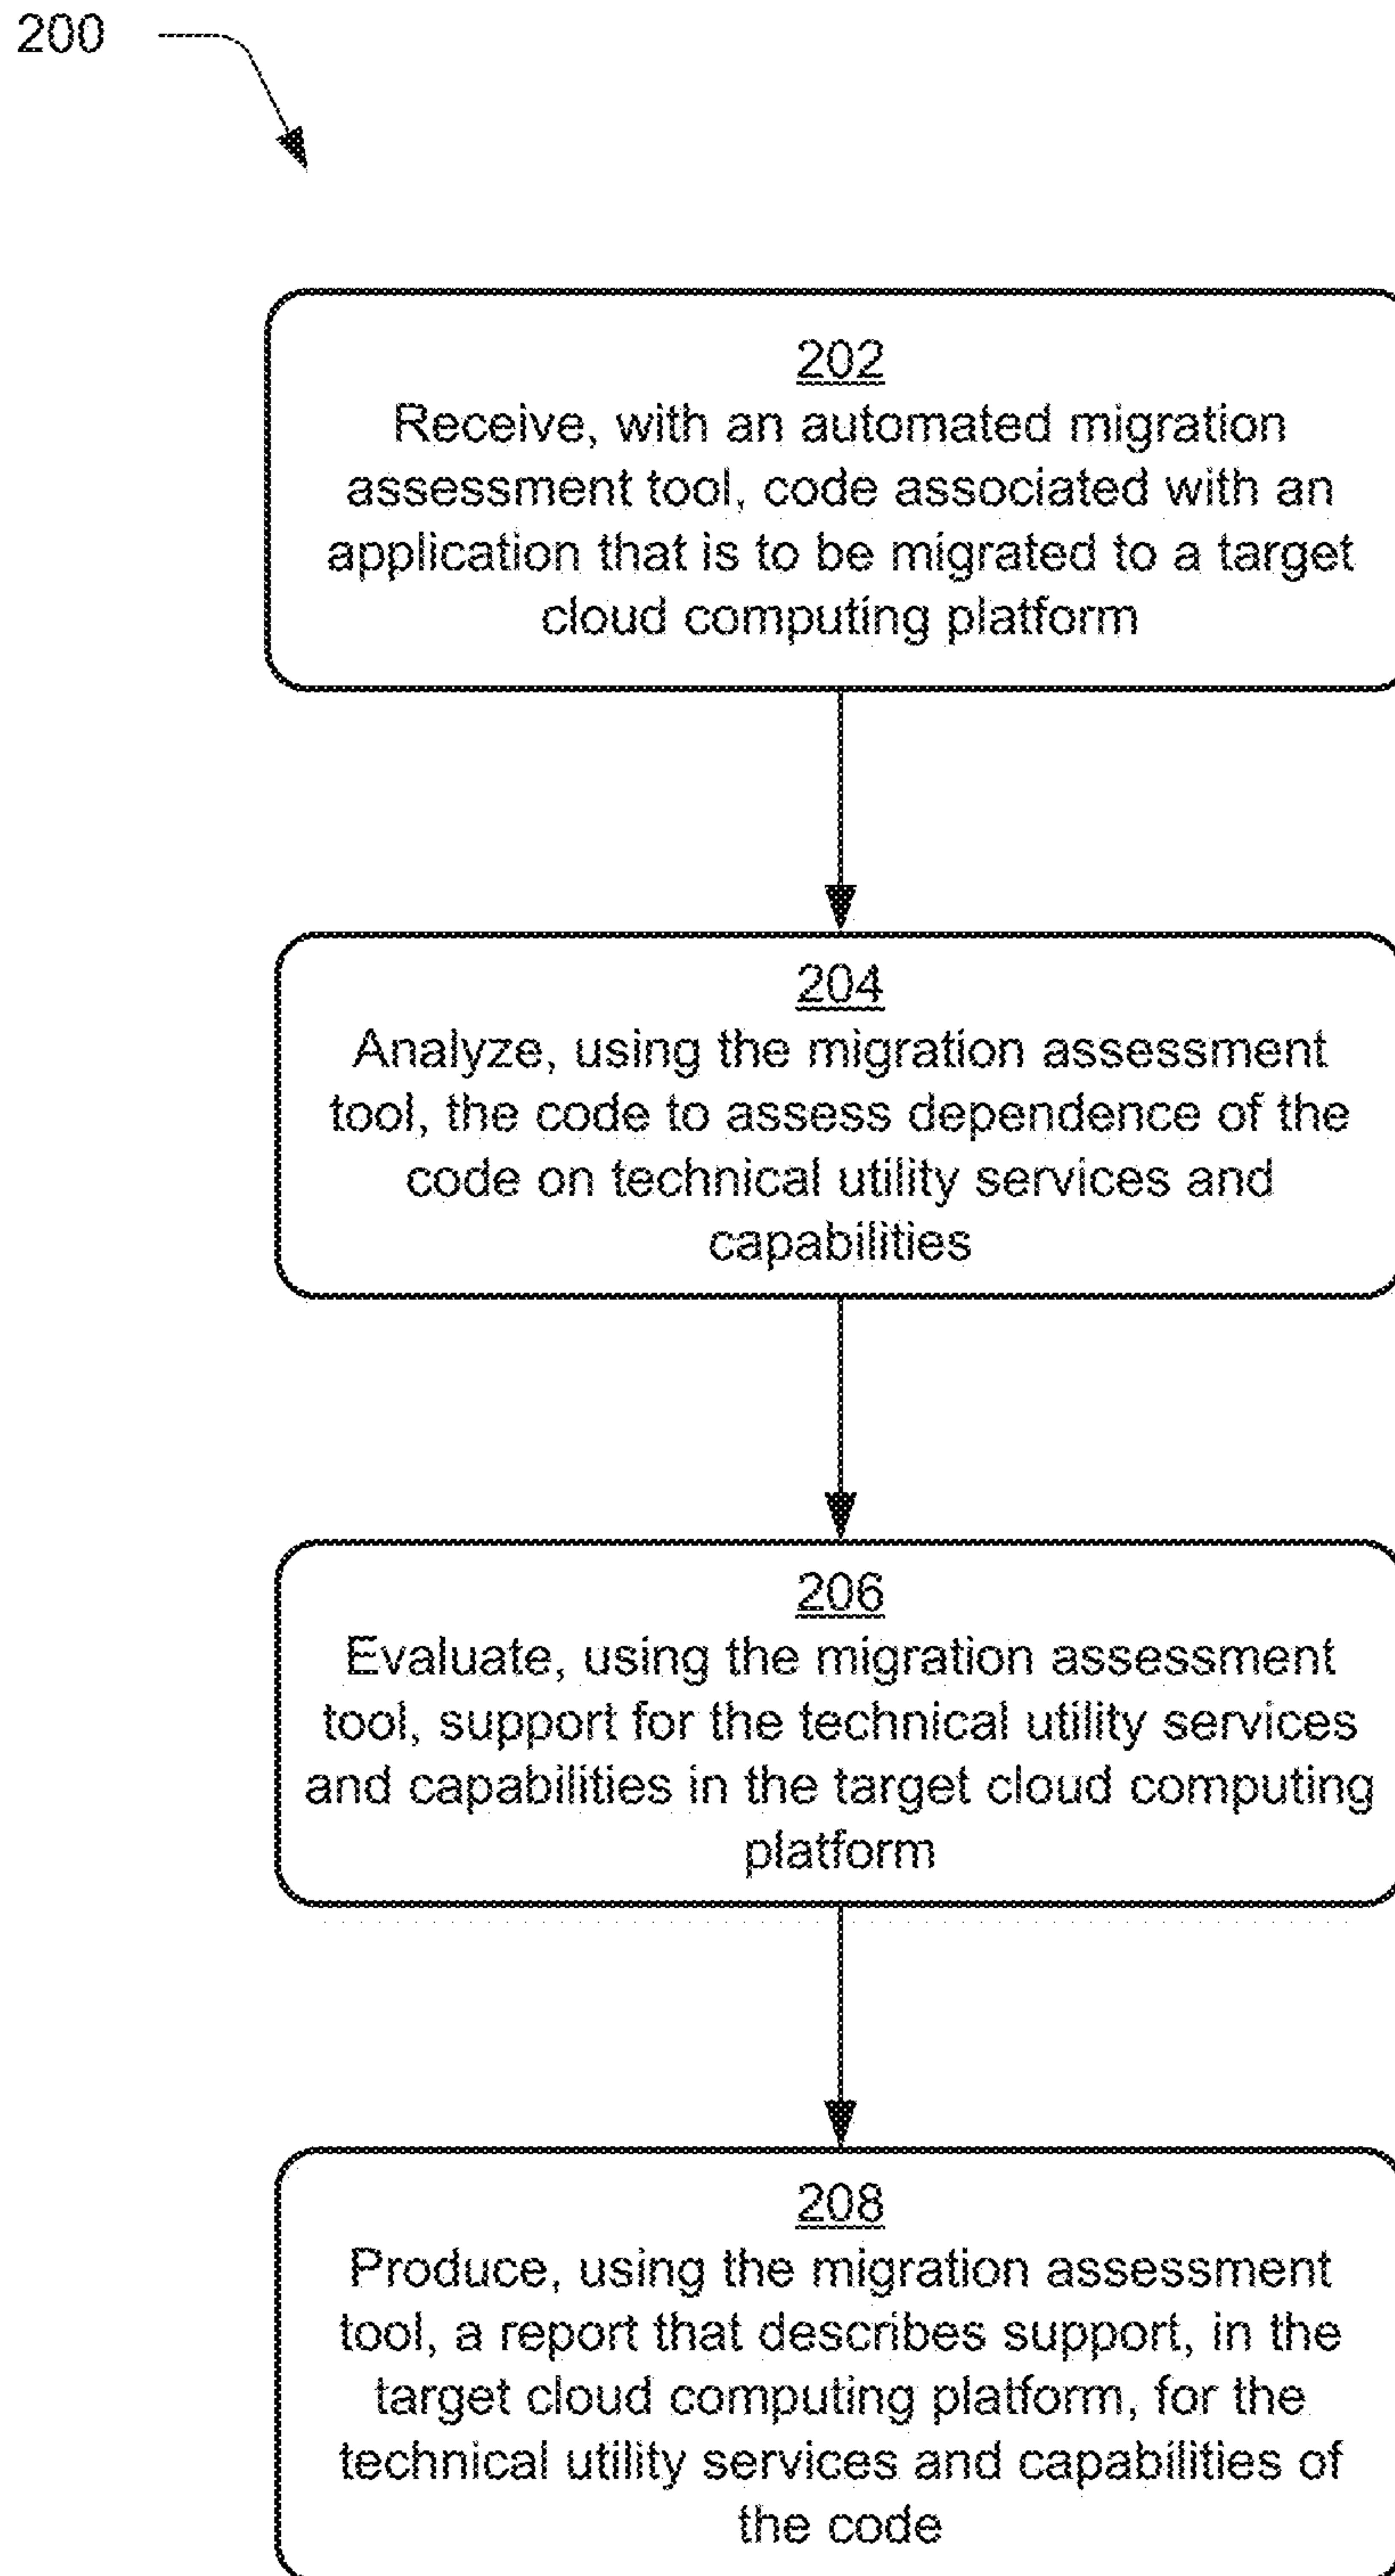 200
202
Receive, with an automated migration
assessment tool, code associated with an
application that is to be migrated to a target
cloud computing platform
204
Analyze, using the migration assessment
tool, the code to assess dependence of the
code on technical utility services and
capabilities
206
Evaluate, using the migration assessment
tool, support for the technical utility services
and capabilities in the target cloud computing
platform
208
Produce, using the migration assessment
tool, a report that describes support, in the
target cloud computing platform, for the
technical utility services and capabilities of
the code